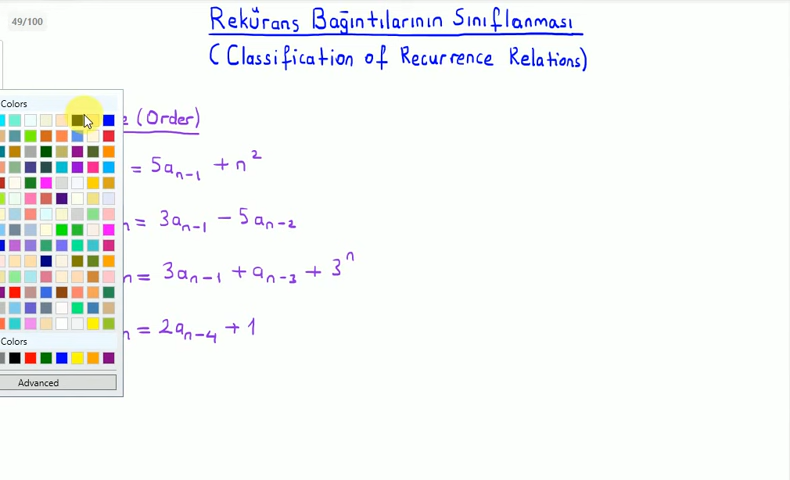 49/100
Rekürans Bağıntılarının Sınıflanması
(Classification of Recurrence Relations)
Colors
(Order)
= 5aₙ₋₁ + n²
n = 3aₙ₋₁ - 5aₙ₋₂
n = 3aₙ₋₁ + aₙ₋₃ + 3ⁿ
n = 2aₙ₋₄ + 1
Colors
Advanced